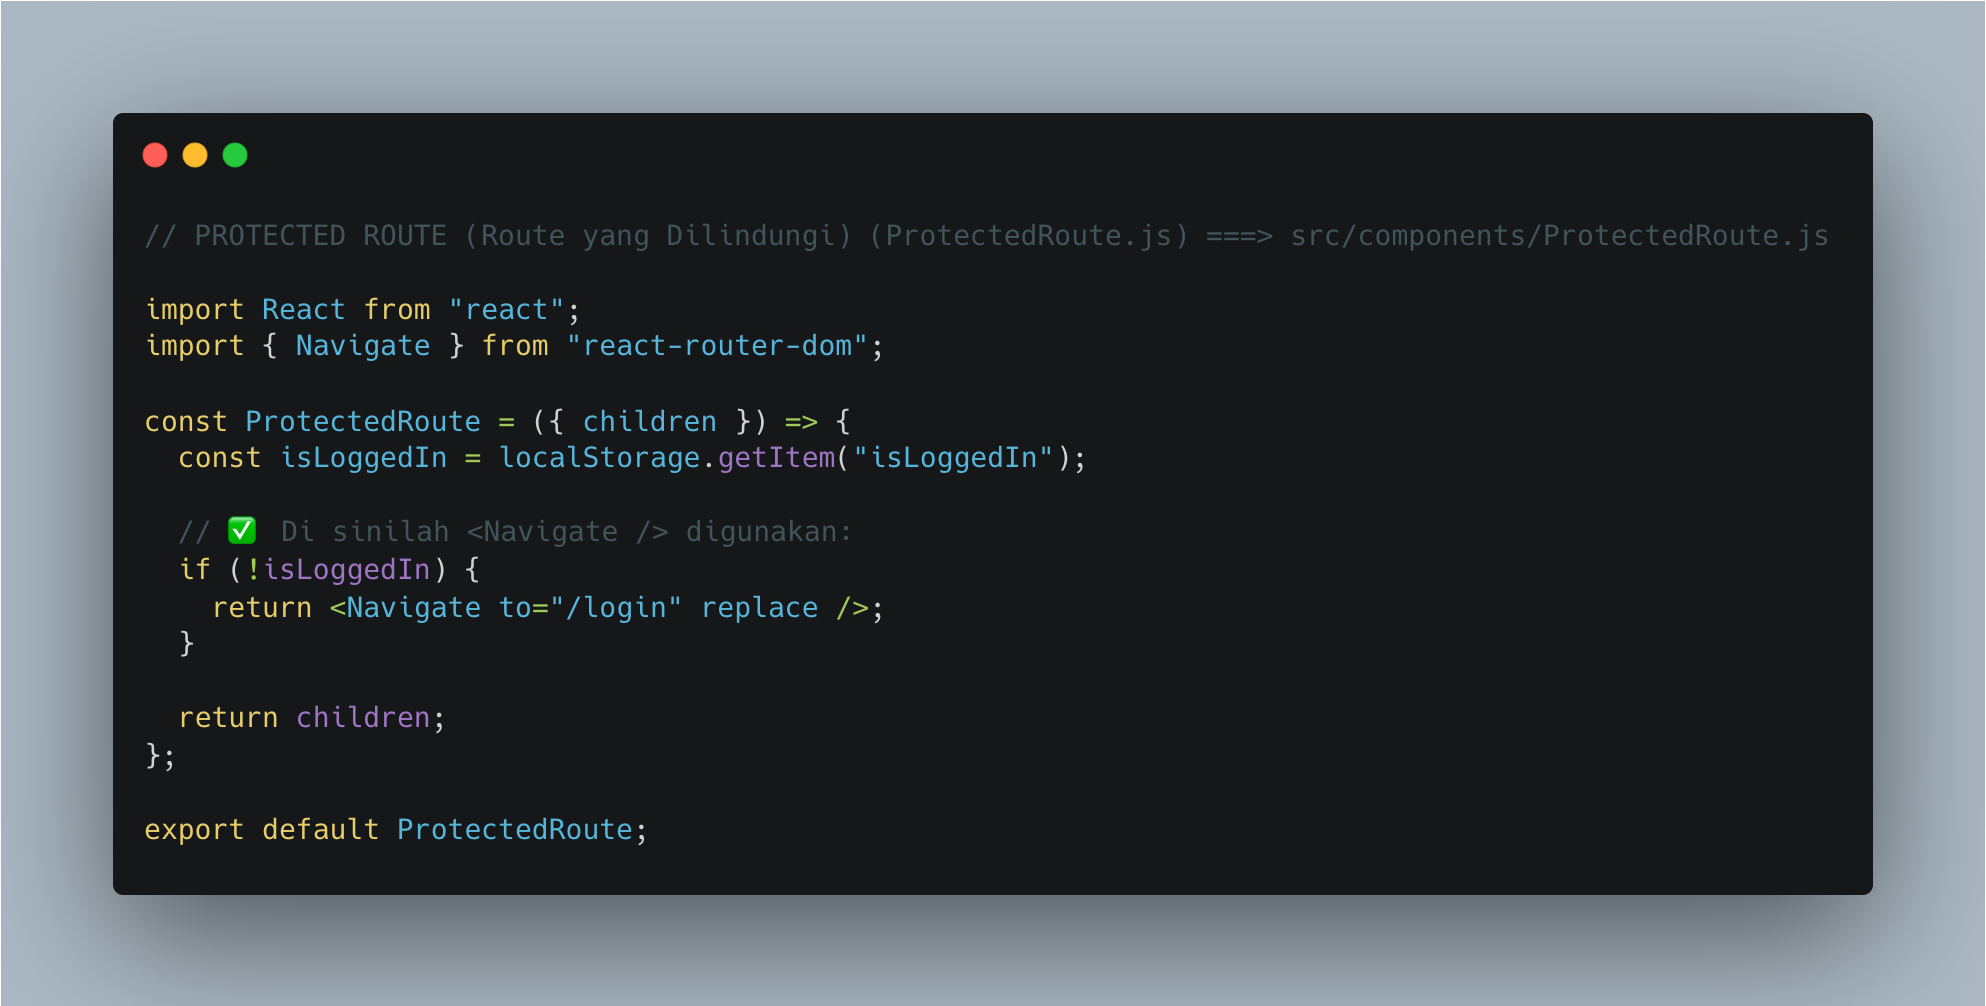 // PROTECTED ROUTE (Route yang Dilindungi) (ProtectedRoute.js) ===> src/components/ProtectedRoute.js
import React from "react";
import { Navigate } from "react-router-dom";
const ProtectedRoute = ({ children }) => {
  const isLoggedIn = localStorage.getItem("isLoggedIn");
  // ✅ Di sinilah <Navigate /> digunakan:
  if (!isLoggedIn) {
    return <Navigate to="/login" replace />;
  }
  return children;
};
export default ProtectedRoute;